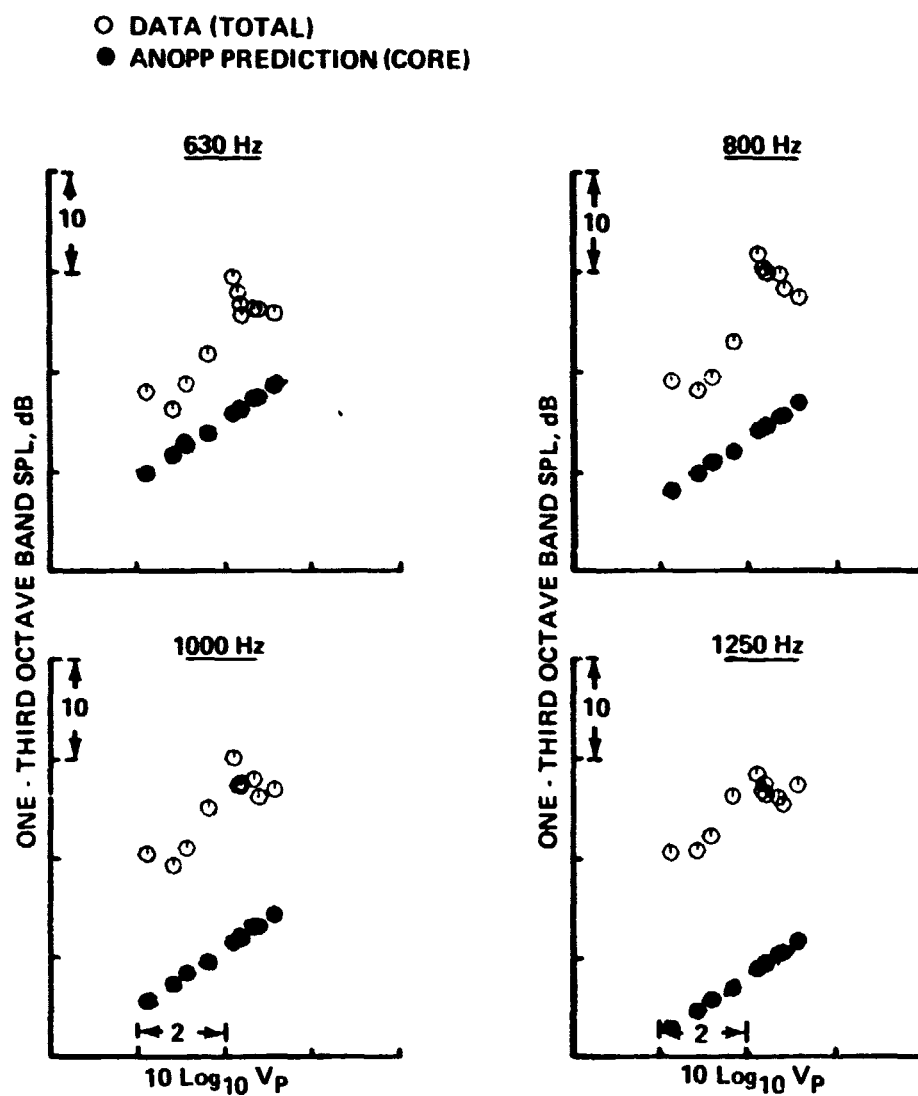 DATA (TOTAL)
ANOPP PREDICTION (CORE)
630 Hz
800 Hz
10
10
ONE - THIRD OCTAVE BAND SPL, dB
ONE - THIRD OCTAVE BAND SPL, dB
1000 Hz
1250 Hz
10
10
2
2
10 Log10 VP
10 Log10 VP